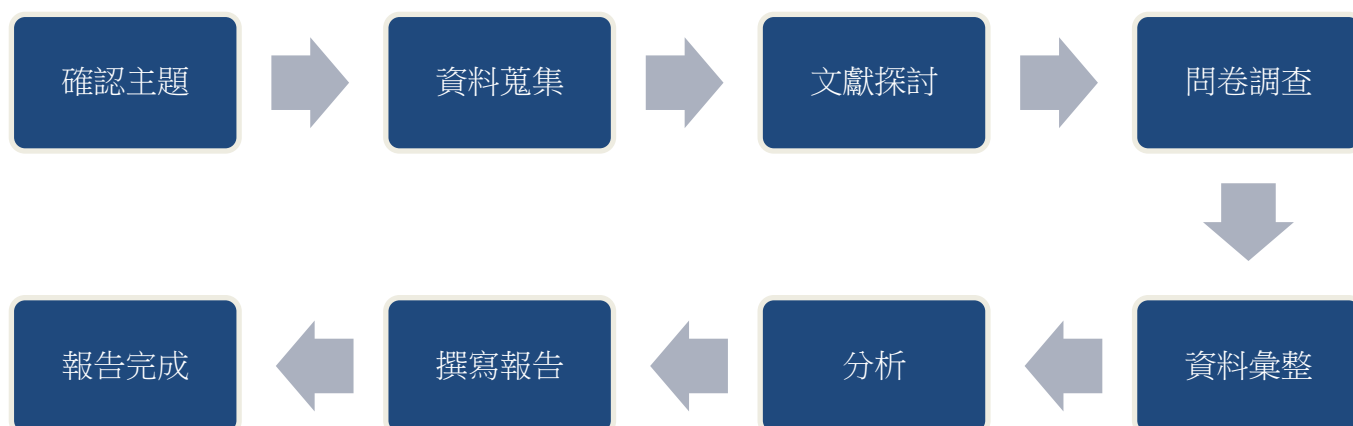 確認主題
資料蒐集
文獻探討
問卷調查
資料彙整
分析
撰寫報告
報告完成